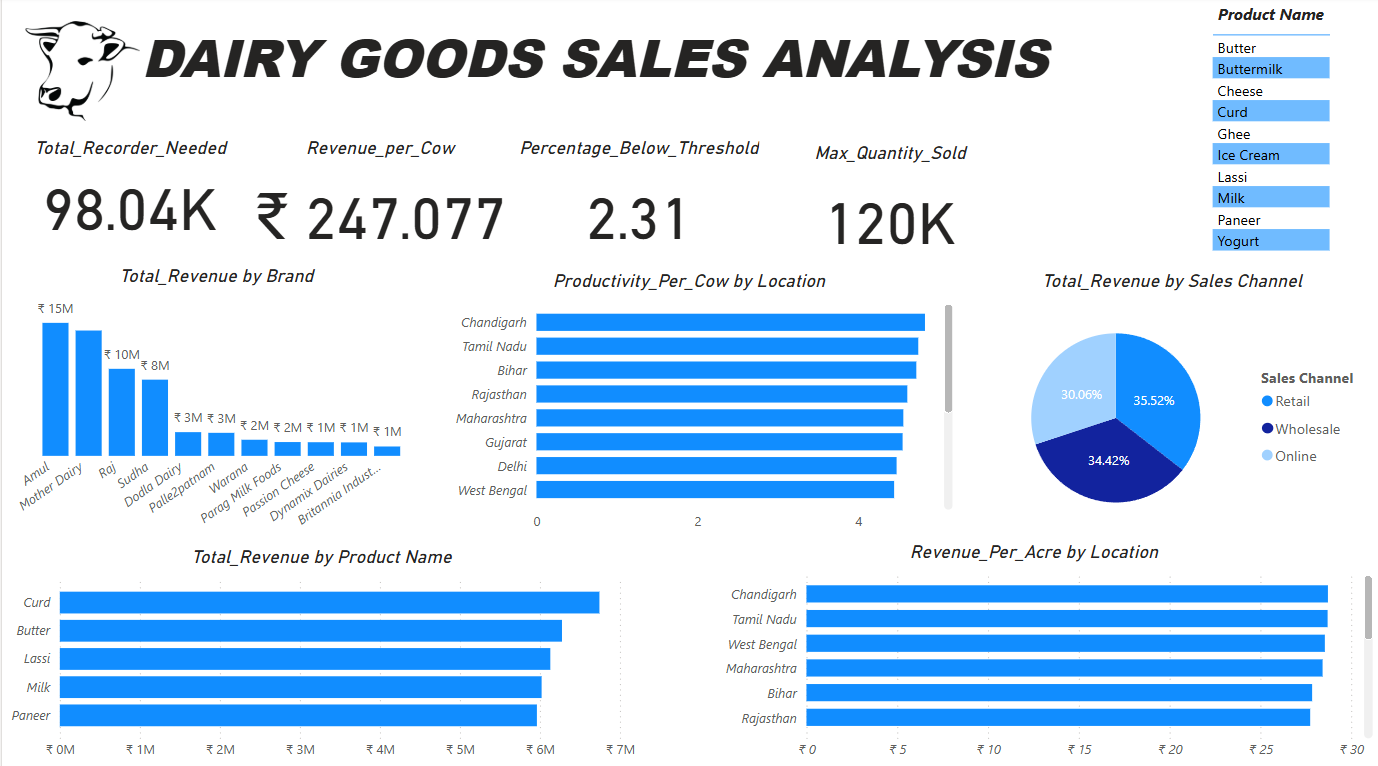 DAIRY GOODS SALES ANALYSIS
Product Name
Butter
Buttermilk
Cheese
Curd
Ghee
Ice Cream
Lassi
Milk
Paneer
Yogurt
Total_Recorder_Needed
98.04K
Revenue_per_Cow
₹ 247.077
Percentage_Below_Threshold
2.31
Max_Quantity_Sold
120K
Total_Revenue by Brand
₹ 15M
₹ 10M
₹ 8M
₹ 3M
₹ 3M
₹ 2M
₹ 2M
₹ 1M
₹ 1M
₹ 1M
Amul
Mother Dairy
Raj
Sudha
Dodla Dairy
Palle2patnam
Warana
Parag Milk Foods
Passion Cheese
Dynamix Dairies
Britannia Indust...
Productivity_Per_Cow by Location
Chandigarh
Tamil Nadu
Bihar
Rajasthan
Maharashtra
Gujarat
Delhi
West Bengal
0 2 4
Total_Revenue by Sales Channel
30.06%
35.52%
34.42%
Sales Channel
Retail
Wholesale
Online
Total_Revenue by Product Name
Curd
Butter
Lassi
Milk
Paneer
₹ 0M ₹ 1M ₹ 2M ₹ 3M ₹ 4M ₹ 5M ₹ 6M ₹ 7M
Revenue_Per_Acre by Location
Chandigarh
Tamil Nadu
West Bengal
Maharashtra
Bihar
Rajasthan
₹ 0 ₹ 5 ₹ 10 ₹ 15 ₹ 20 ₹ 25 ₹ 30